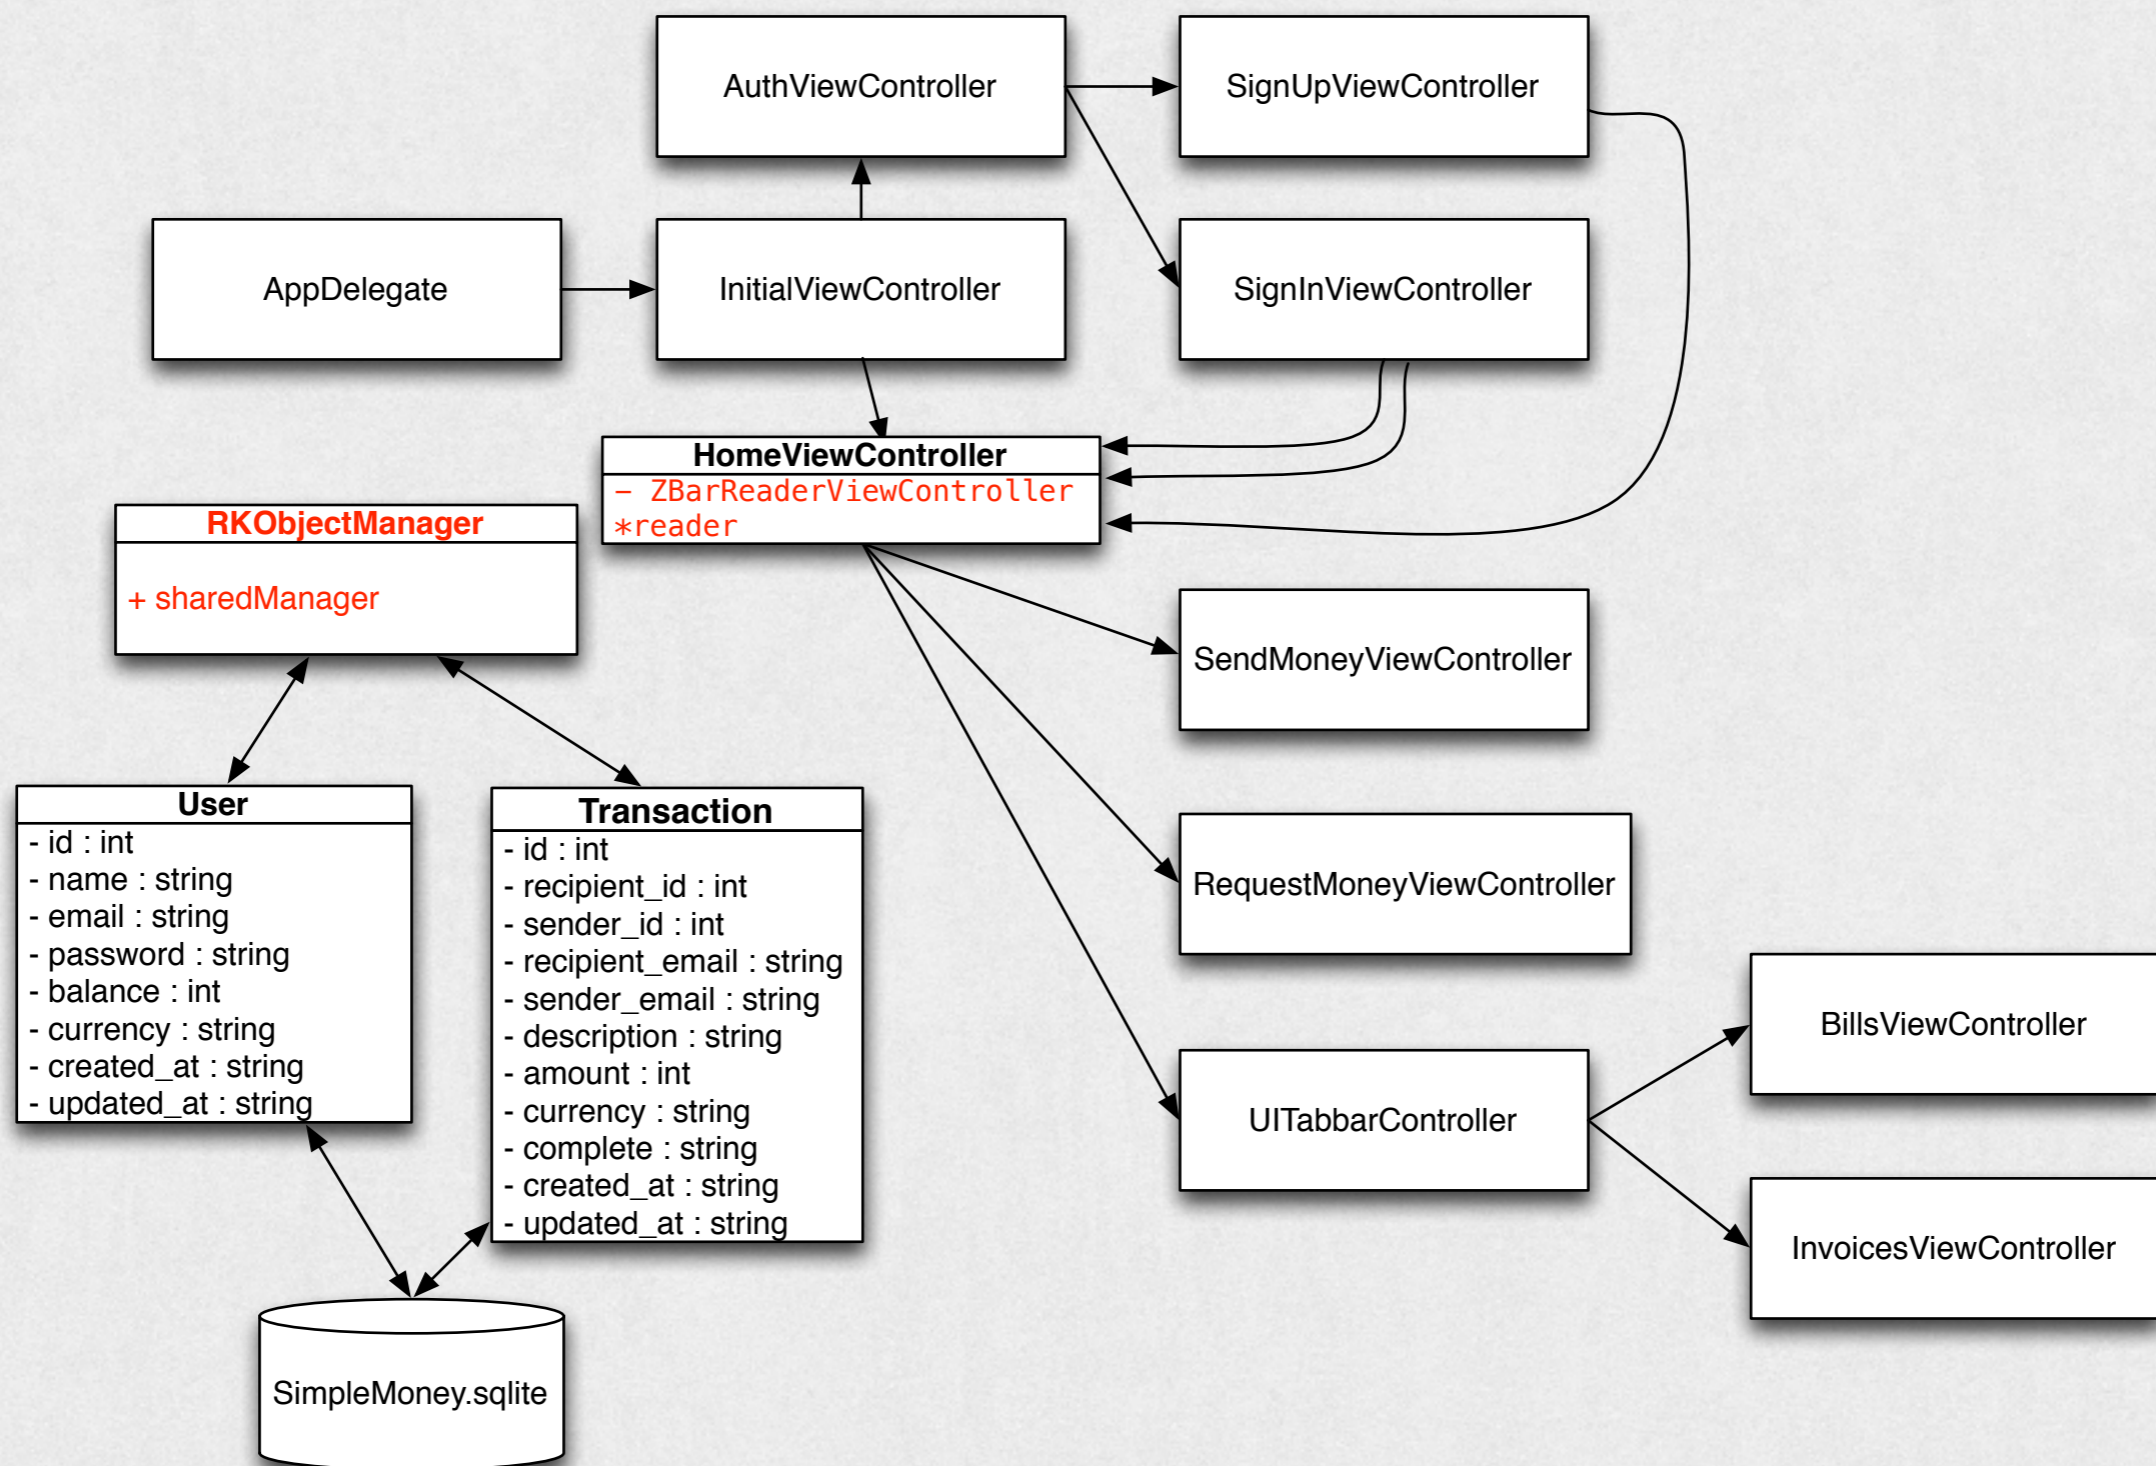 AuthViewController
SignUpViewController
AppDelegate
InitialViewController
SignInViewController
HomeViewController
− ZBarReaderViewController
*reader
RKObjectManager
+ sharedManager
SendMoneyViewController
User
- id : int
- name : string
- email : string
- password : string
- balance : int
- currency : string
- created_at : string
- updated_at : string
Transaction
- id : int
- recipient_id : int
- sender_id : int
- recipient_email : string
- sender_email : string
- description : string
- amount : int
- currency : string
- complete : string
- created_at : string
- updated_at : string
RequestMoneyViewController
BillsViewController
UITabbarController
InvoicesViewController
SimpleMoney.sqlite